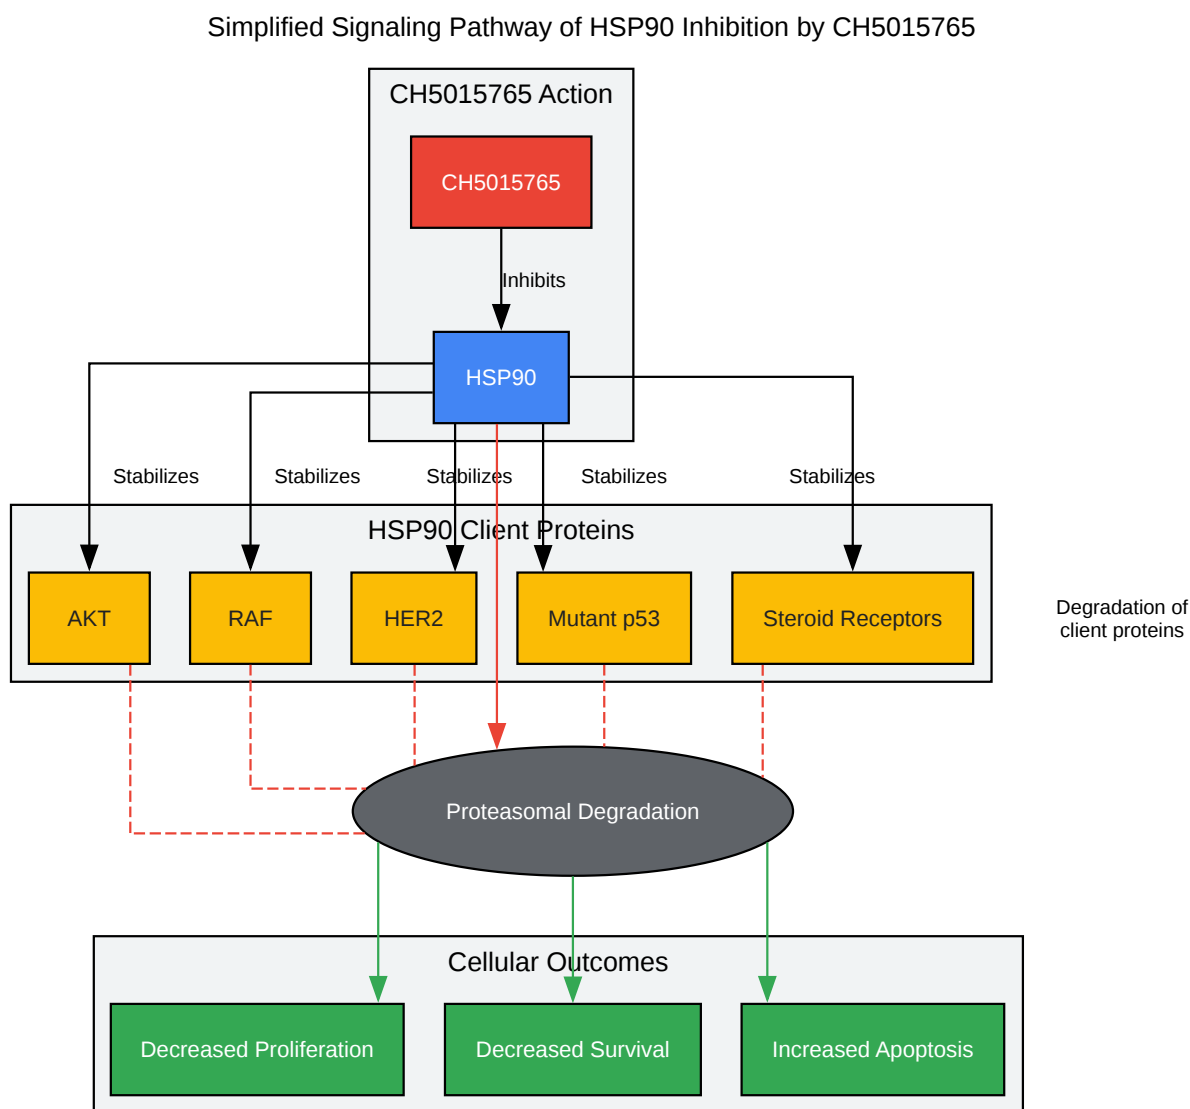 Simplified Signaling Pathway of HSP90 Inhibition by CH5015765
CH5015765 Action
CH5015765
Inhibits
HSP90
Stabilizes
Stabilizes
Stabilizes
Stabilizes
Stabilizes
HSP90 Client Proteins
AKT
RAF
HER2
Mutant p53
Steroid Receptors
Degradation of
client proteins
Proteasomal Degradation
Cellular Outcomes
Decreased Proliferation
Decreased Survival
Increased Apoptosis